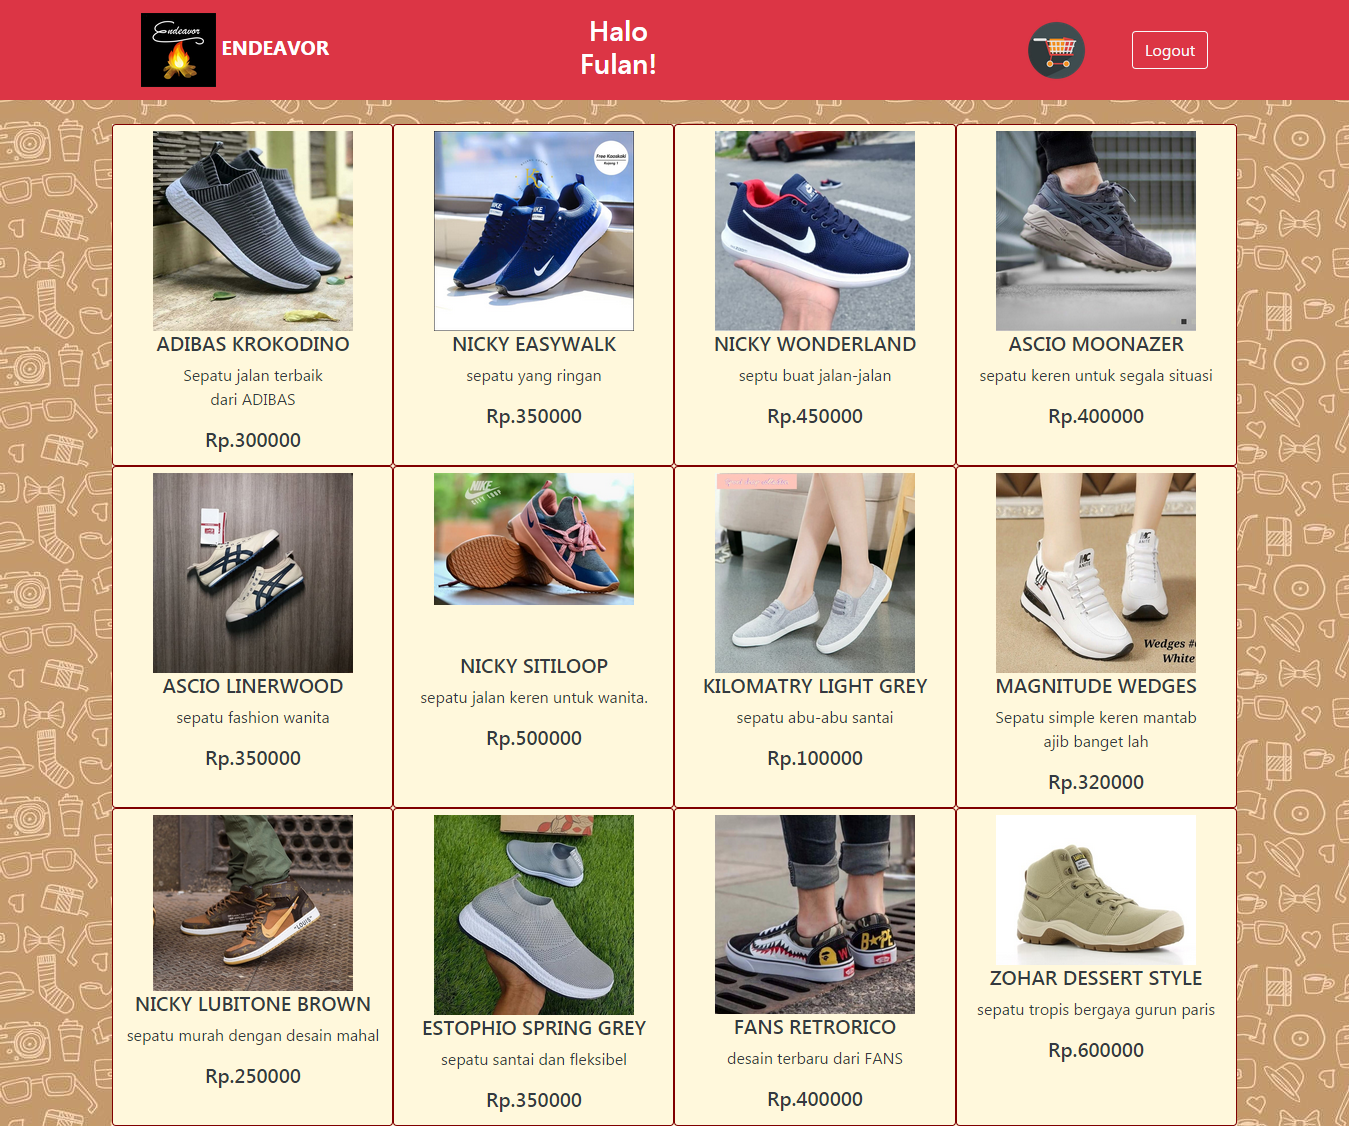 Endeavor
ENDEAVOR
Halo
Fulan!
Logout
Free Kaoskaki
NIKE
ADIBAS KROKODINO
Sepatu jalan terbaik
dari ADIBAS
Rp.300000
NICKY EASYWALK
sepatu yang ringan
Rp.350000
NICKY WONDERLAND
septu buat jalan-jalan
Rp.450000
ASCIO MOONAZER
sepatu keren untuk segala situasi
Rp.400000
NIKE
MC
Wedges
White
ASCIO LINERWOOD
sepatu fashion wanita
Rp.350000
NICKY SITILOOP
sepatu jalan keren untuk wanita.
Rp.500000
KILOMATRY LIGHT GREY
sepatu abu-abu santai
Rp.100000
MAGNITUDE WEDGES
Sepatu simple keren mantab
ajib banget lah
Rp.320000
"LOUIS"
NICKY LUBITONE BROWN
sepatu murah dengan desain mahal
Rp.250000
ESTOPHIO SPRING GREY
sepatu santai dan fleksibel
Rp.350000
FANS RETRORICO
desain terbaru dari FANS
Rp.400000
ZOHAR DESSERT STYLE
sepatu tropis bergaya gurun paris
Rp.600000